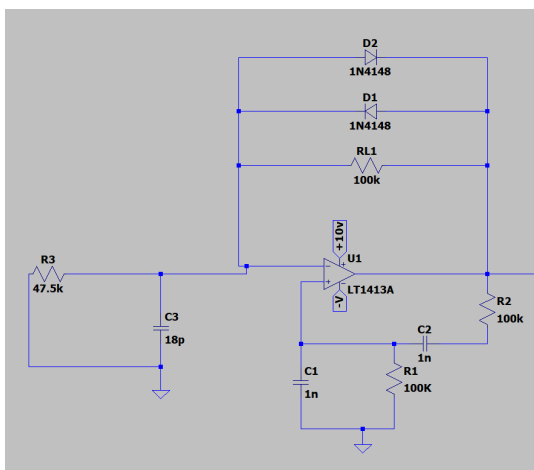 D2
1N4148
D1
1N4148
RL1
100k
+10v
U1
R3
47.5k
LT1413A
-V
R2
100k
C3
18p
C2
1n
C1
1n
R1
100K